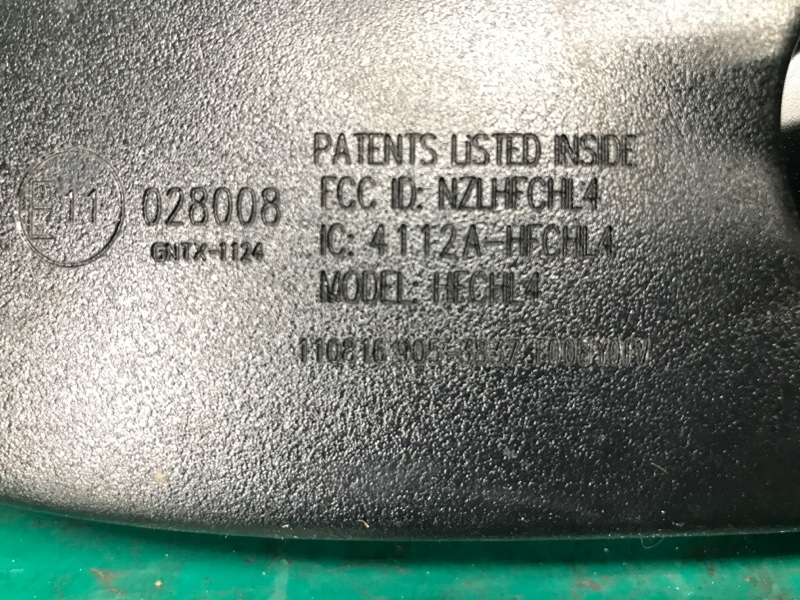 PATENTS LiSTED INSIDE
E11 028008
FCC ID: NZLHFCHL4
GNTX-1124
IC: 4112A-HFCHL4
MODEL: HFCHL4
110816